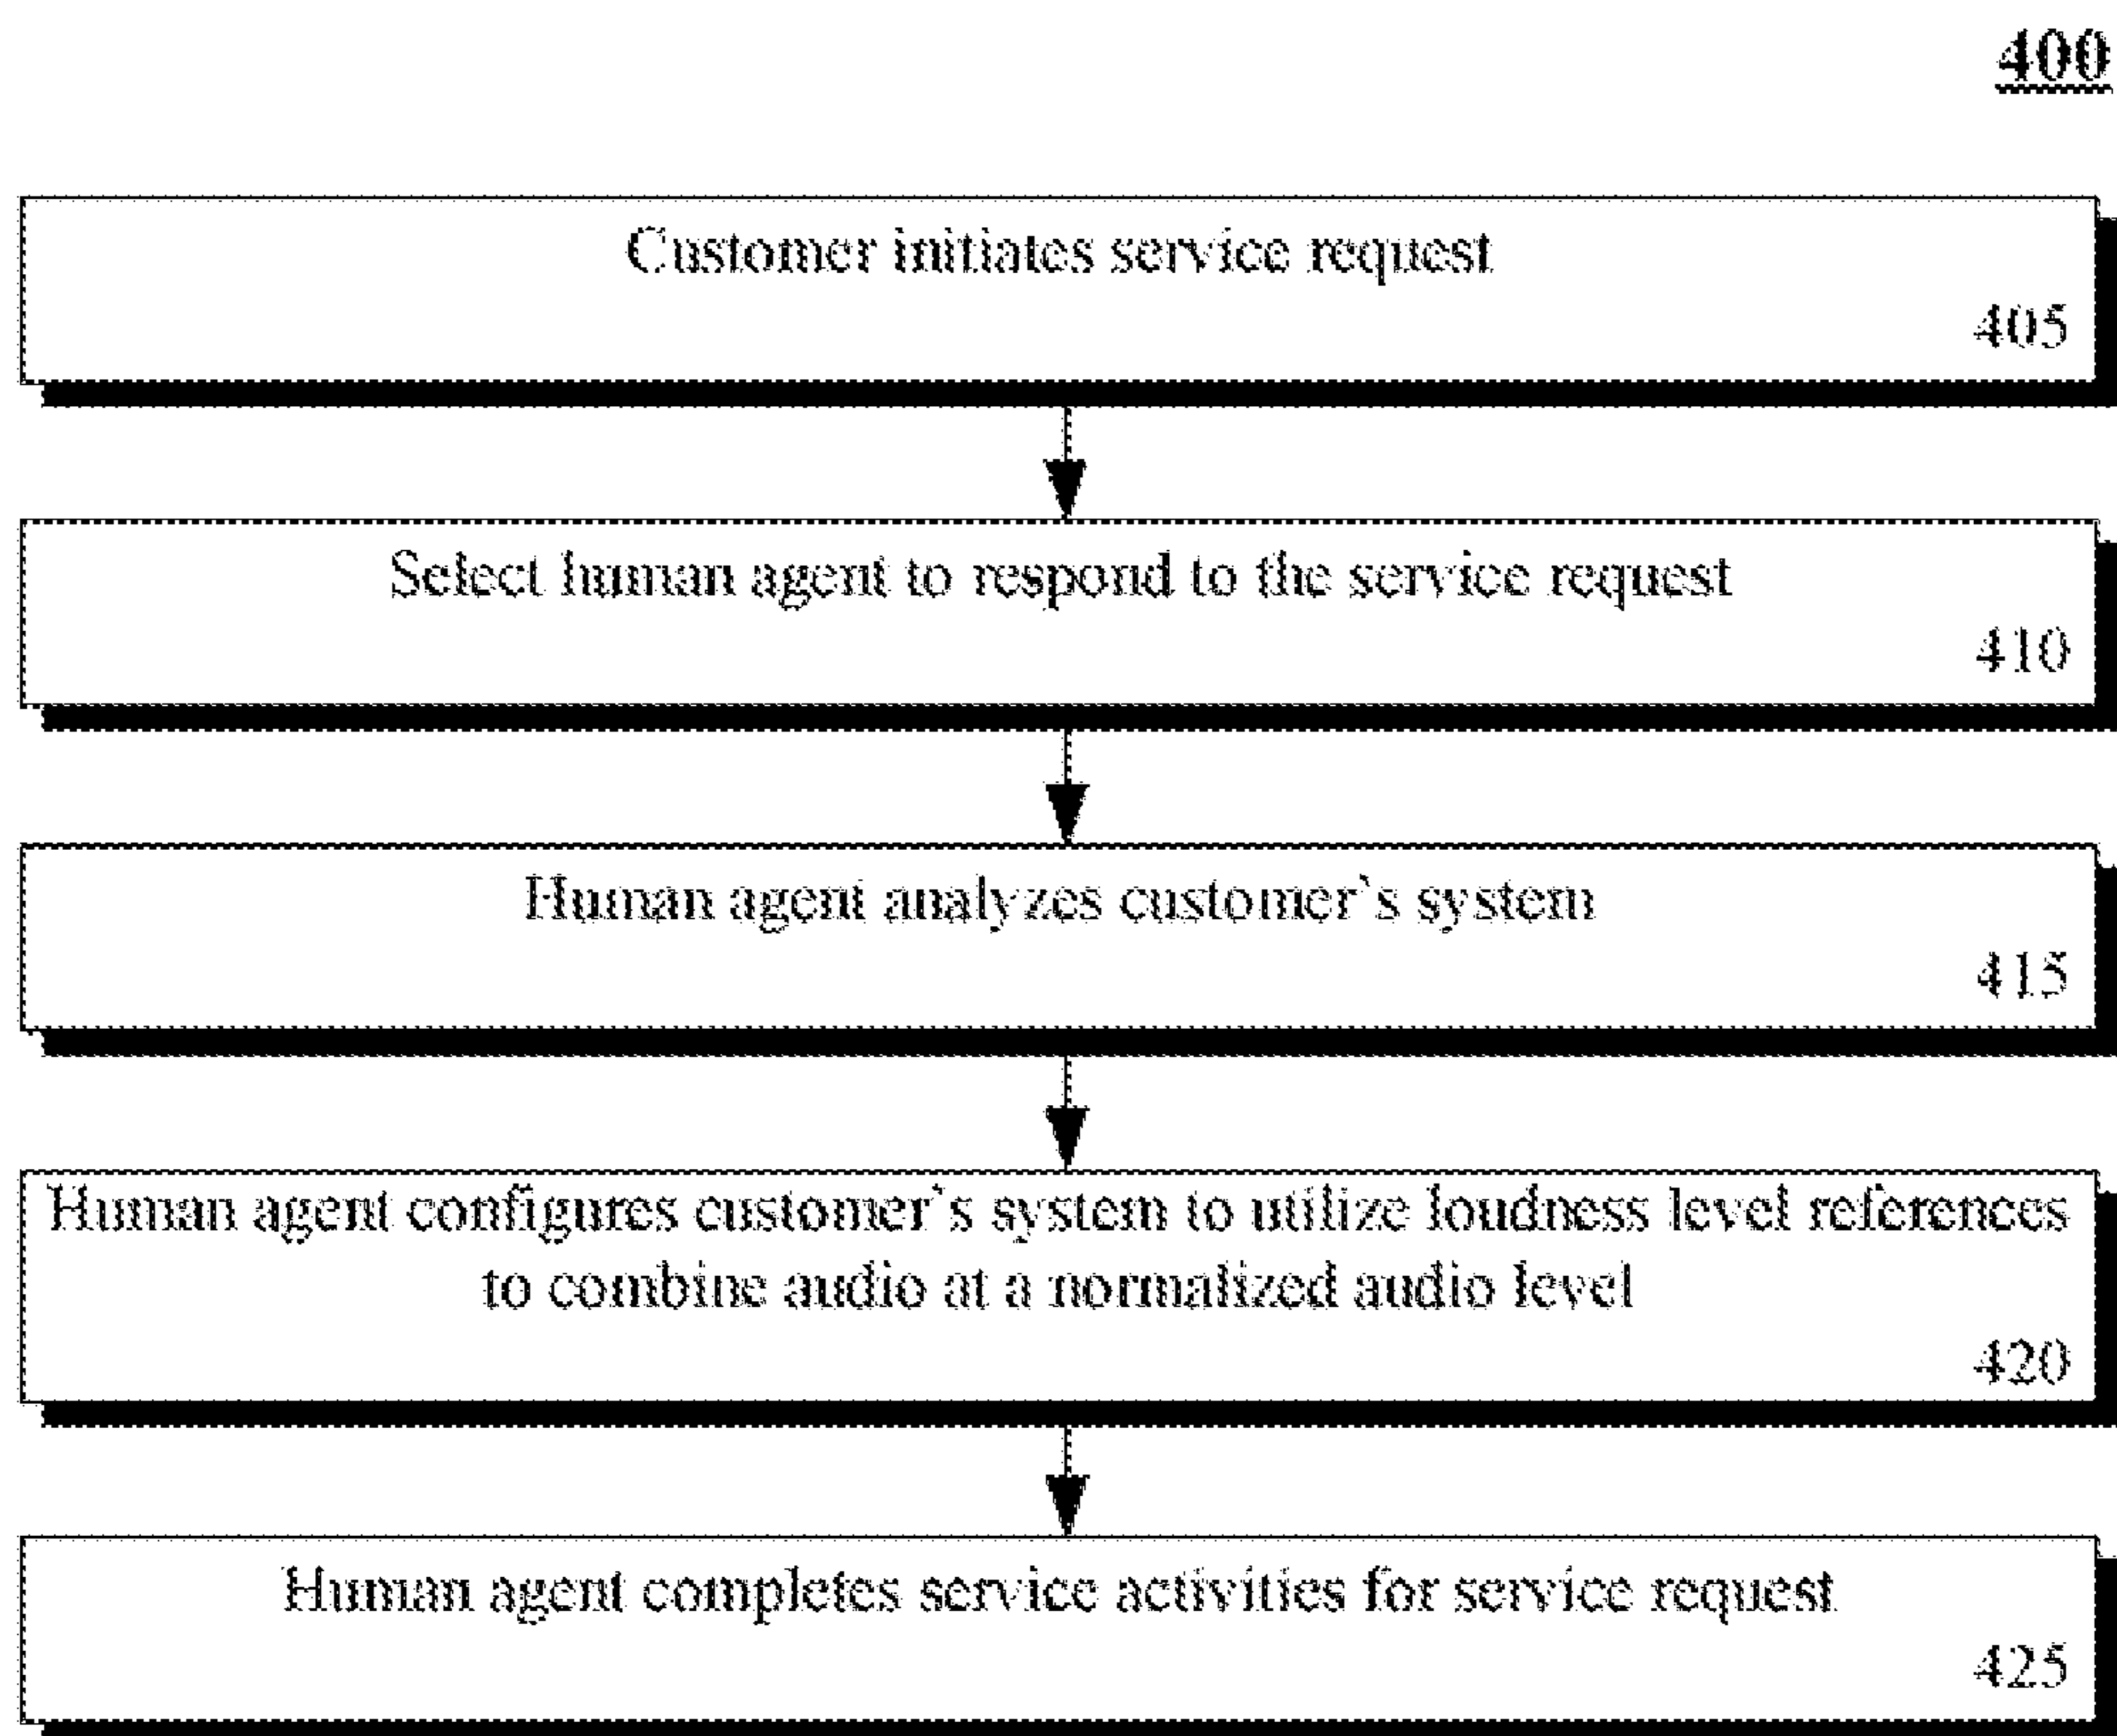 400
Customer initiates service request
405
Select human agent to respond to the service request
410
Human agent analyzes customer's system
415
Human agent configures customer's system to utilize loudness level references
to combine audio at a normalized audio level
420
Human agent completes service activities for service request
425